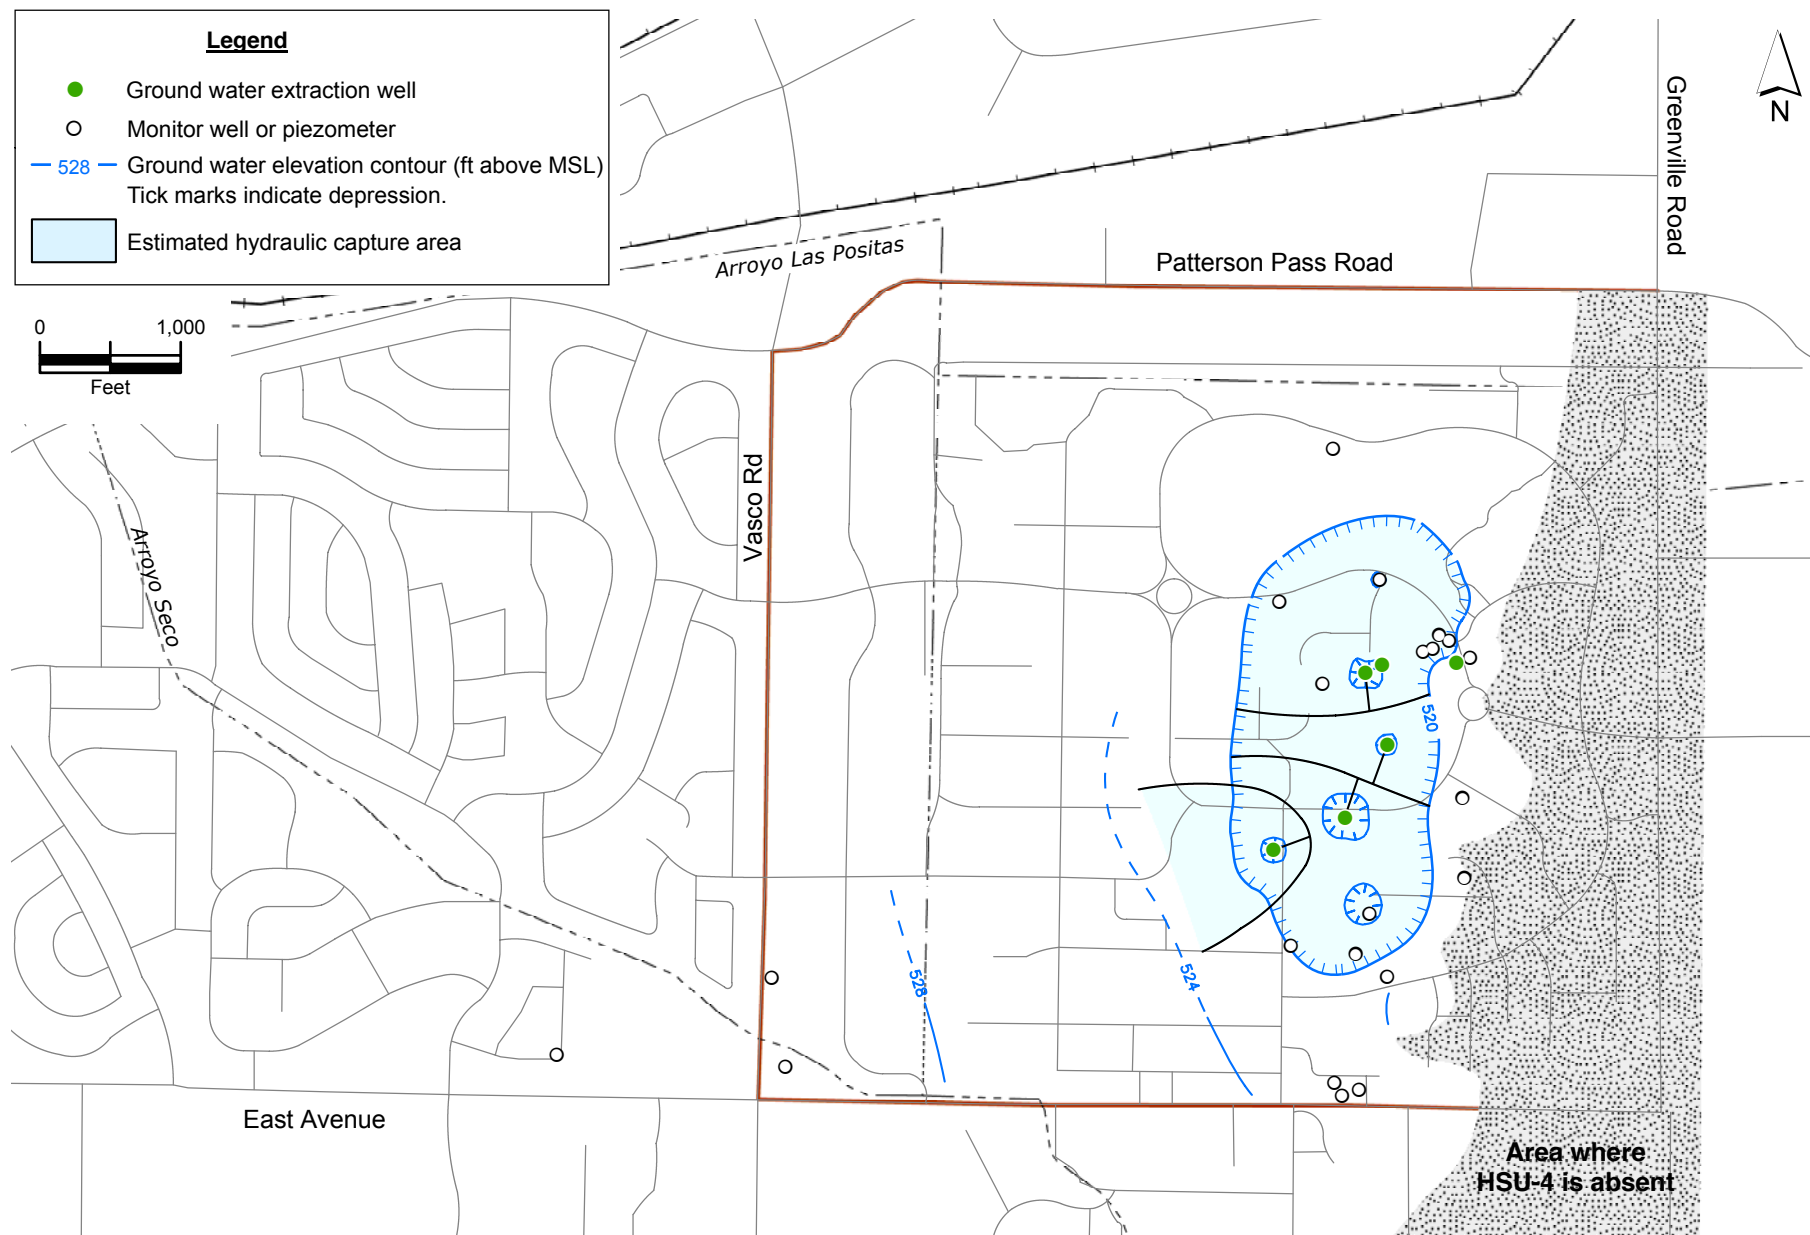 Legend
Ground water extraction well
Monitor well or piezometer
528 Ground water elevation contour (ft above MSL)
Tick marks indicate depression.
Estimated hydraulic capture area
0 1,000
Feet
N
Greenville Road
Patterson Pass Road
Arroyo Las Positas
Vasco Rd
Arroyo Seco
520
528
524
East Avenue
Area where
HSU-4 is absent